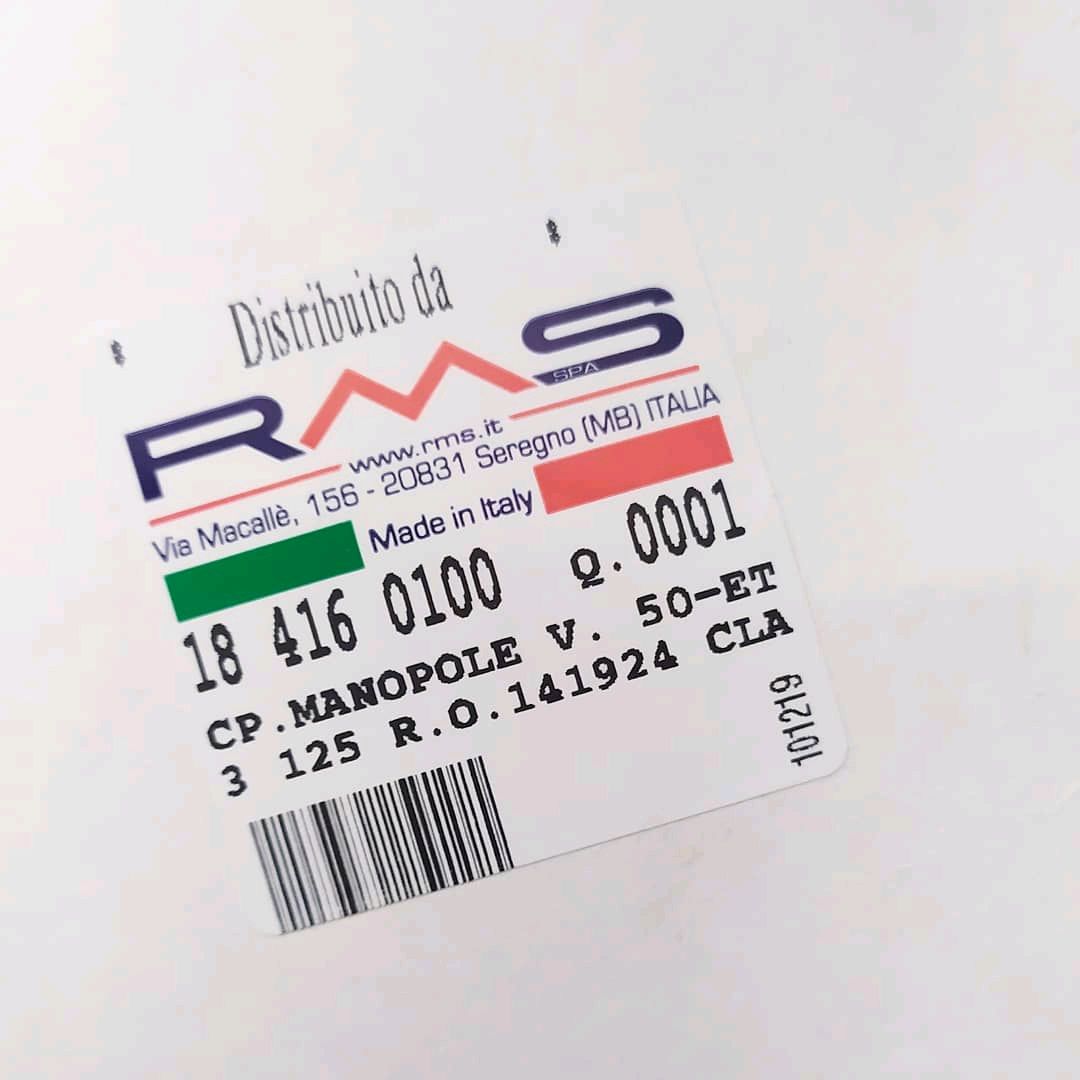 Distribuito da
RMS
SPA
www.rms.it
Via Macallè, 156 - 20831 Seregno (MB) ITALIA
Made in Italy
18 416 0100 Q.0001
CP.MANOPOLE V. 50-ET
3 125 R.O.141924 CLA
101219